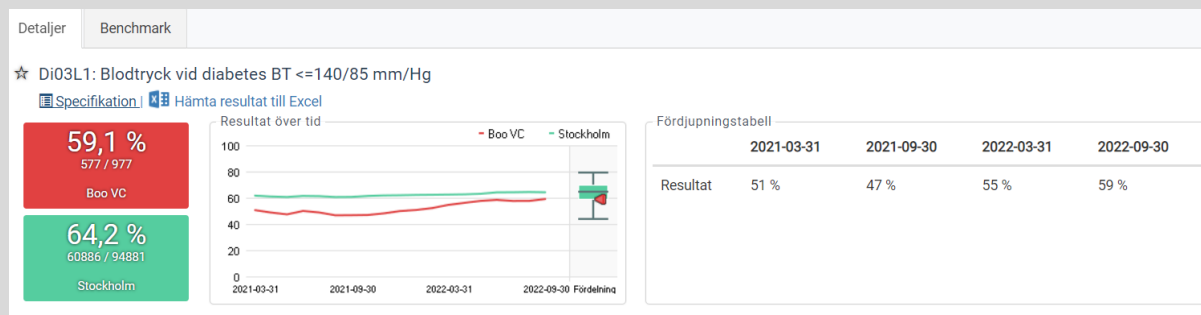 Detaljer Benchmark
☆ Di03L1: Blodtryck vid diabetes BT <=140/85 mm/Hg
Specifikation | Hämta resultat till Excel
59,1 %
577 / 977
Boo VC
64,2 %
60886 / 94881
Stockholm
Resultat över tid
Boo VC Stockholm
100
80
60
40
20
0
2021-03-31 2021-09-30 2022-03-31 2022-09-30 Fördelning
Fördjupningstabell
2021-03-31 2021-09-30 2022-03-31 2022-09-30
Resultat 51 % 47 % 55 % 59 %